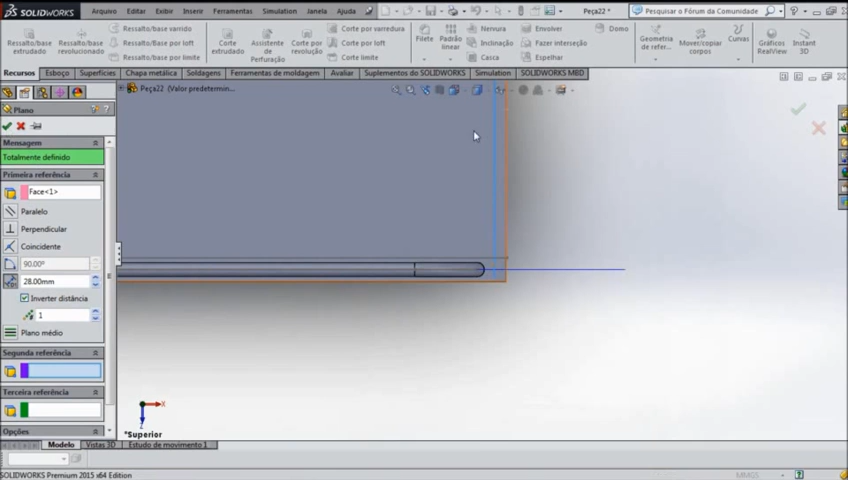 SOLIDWORKS
Arquivo Editar Exibir Inserir Ferramentas Simulation Janela Ajuda
Peça22 *
Pesquisar o Fórum da Comunidade
Ressalto/base extrudado
Ressalto/base revolucionado
Ressalto/base varrido
Ressalto/base por loft
Ressalto/base por limite
Corte extrudado
Assistente de Perfuração
Corte por revolução
Corte por varredura
Corte por loft
Corte por limite
Filete
Padrão linear
Nervura
Inclinação
Casca
Domo
Fazer interseção
Espelhar
Geometria de refer...
Mover/copiar corpos
Curvas
Gráficos RealView
Instant 3D
Recursos Esboço Superfícies Chapa metálica Soldagens Ferramentas de moldagem Avaliar Suplementos do SOLIDWORKS Simulation SOLIDWORKS MBD
Peça22 (Valor predetermin...
Plano
Mensagem
Totalmente definido
Primeira referência
Face<1>
Paralelo
Perpendicular
Coincidente
90.00°
28.00mm
Inverter distância
1
Plano médio
Segunda referência
Terceira referência
Opções
X
Z
*Superior
Modelo Vistas 3D Estudo de movimento 1
SOLIDWORKS Premium 2015 x64 Edition
MMGS